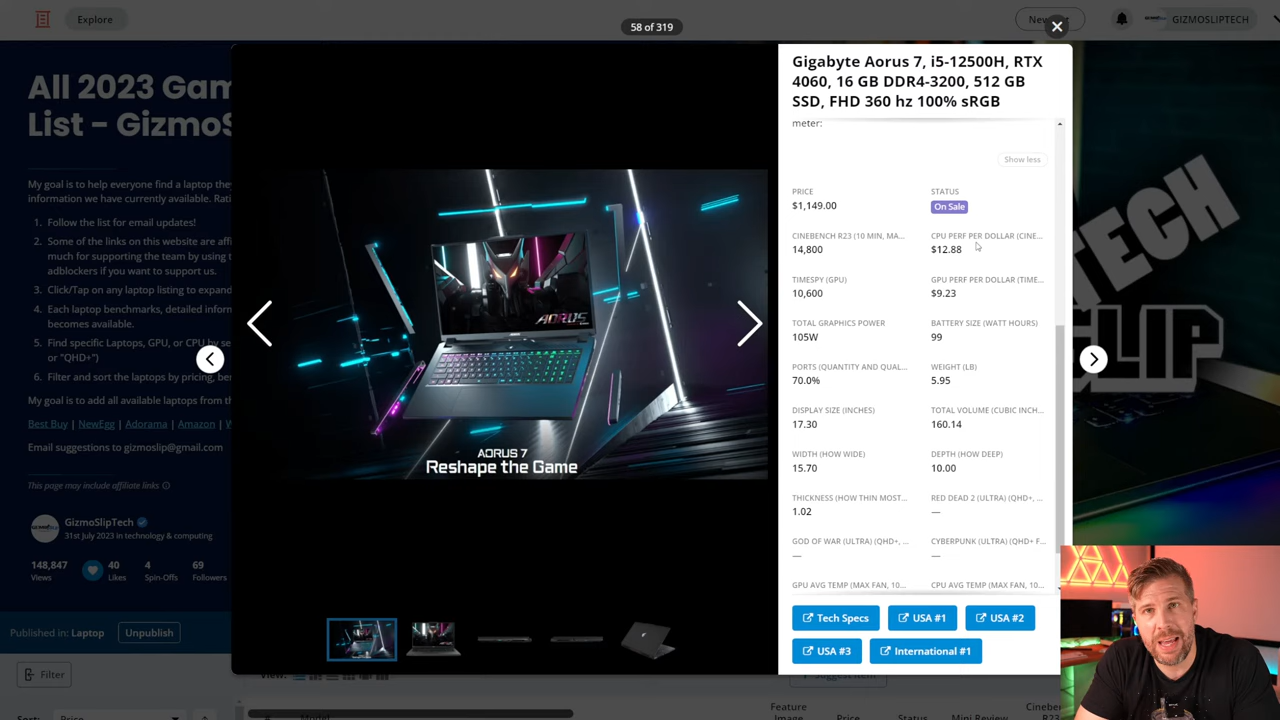 58 of 319
Explore
GIZMOSLIPTECH
All 2023 Gam
List - GizmoS
My goal is to help everyone find a laptop the
information we have currently available. Rati
1. Follow the list for email updates!
2. Some of the links on this website are affi
much for supporting the team by using t
adblockers if you want to support us.
3. Click/Tap on any laptop listing to expand
4. Each laptop benchmarks, detailed infor
becomes available.
5. Find specific Laptops, GPU, or CPU by se
or "QHD+")
6. Filter and sort the laptops by pricing, be
My goal is to add all available laptops from th
Best Buy | NewEgg | Adorama | Amazon | W
Email suggestions to gizmoslip@gmail.com
This page may include affiliate links
GizmoSlipTech
31st July 2023 in technology & computing
148,847 40 4 69
Views Likes Spin-Offs Followers
Published in: Laptop Unpublish
Filter
Sort: Price
View:
Suggest item
Model
Feature Image
Price
Status
Mini Review
Cinebench R23
AORUS
AORUS 7
Reshape the Game
Gigabyte Aorus 7, i5-12500H, RTX
4060, 16 GB DDR4-3200, 512 GB
SSD, FHD 360 hz 100% sRGB
meter:
Show less
PRICE STATUS
$1,149.00 On Sale
CINEBENCH R23 (10 MIN, MA... CPU PERF PER DOLLAR (CINE...
14,800 $12.88
TIMESPY (GPU) GPU PERF PER DOLLAR (TIME...
10,600 $9.23
TOTAL GRAPHICS POWER BATTERY SIZE (WATT HOURS)
105W 99
PORTS (QUANTITY AND QUAL... WEIGHT (LB)
70.0% 5.95
DISPLAY SIZE (INCHES) TOTAL VOLUME (CUBIC INCH...
17.30 160.14
WIDTH (HOW WIDE) DEPTH (HOW DEEP)
15.70 10.00
THICKNESS (HOW THIN MOST... RED DEAD 2 (ULTRA) (QHD+, ...
1.02 —
GOD OF WAR (ULTRA) (QHD+, ... CYBERPUNK (ULTRA) (QHD+ F...
— —
GPU AVG TEMP (MAX FAN, 10... CPU AVG TEMP (MAX FAN, 10...
Tech Specs USA #1 USA #2
USA #3 International #1
TECH
SLIP